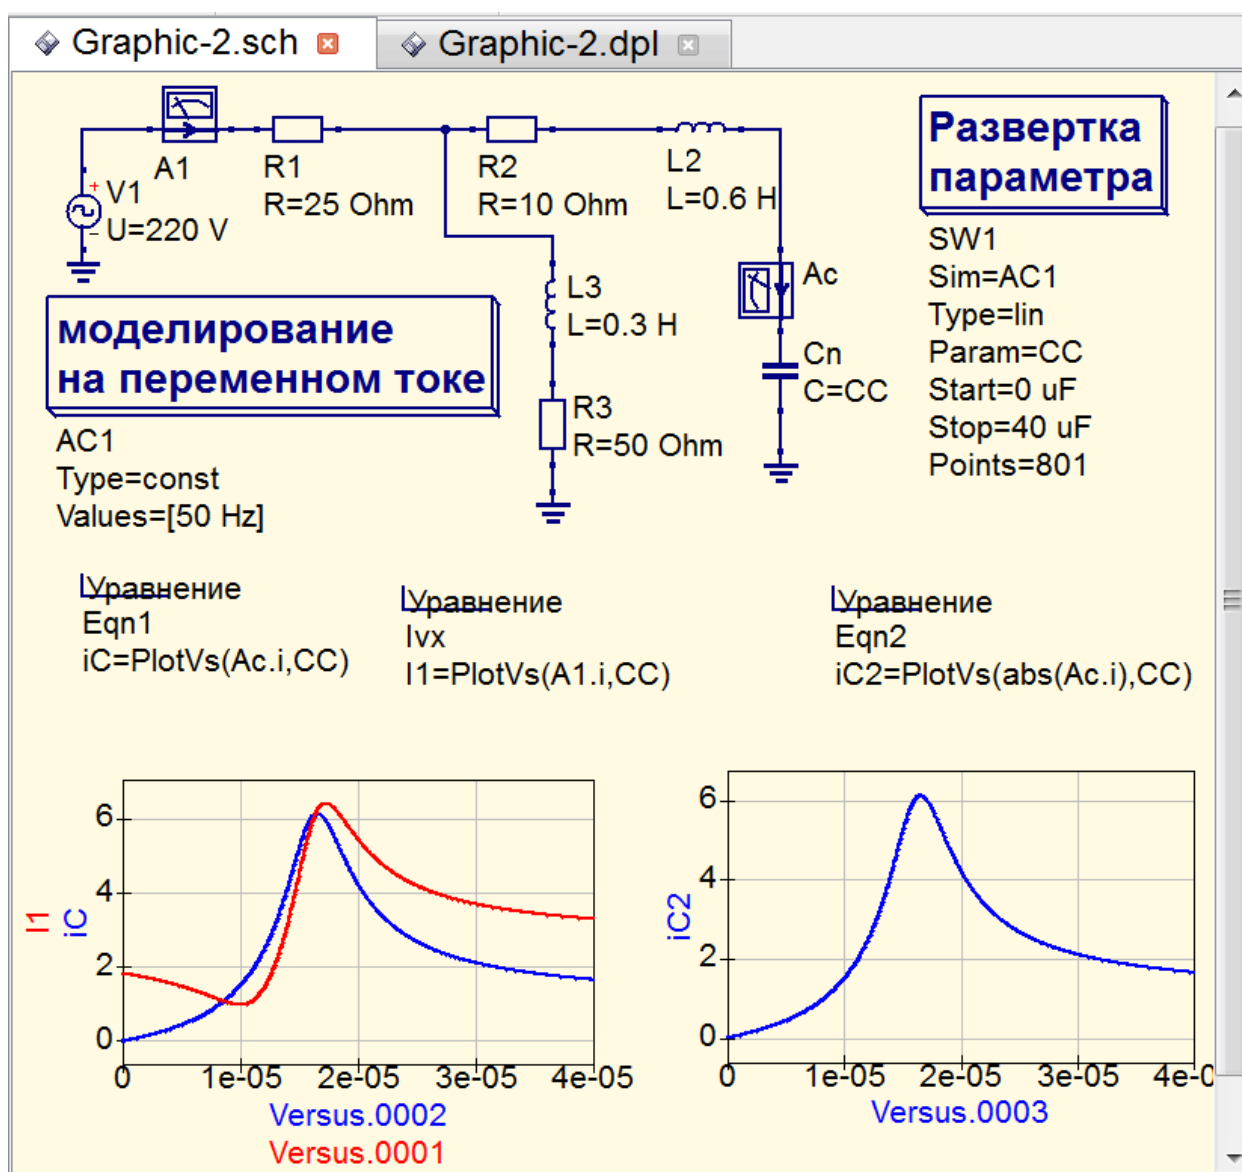 Graphic-2.sch
Graphic-2.dpl
A1
R1
R=25 Ohm
R2
R=10 Ohm
L2
L=0.6 H
V1
U=220 V
Развертка
параметра
SW1
Sim=AC1
Type=lin
Param=CC
Start=0 uF
Stop=40 uF
Points=801
Ac
Cn
C=CC
L3
L=0.3 H
R3
R=50 Ohm
моделирование
на переменном токе
AC1
Type=const
Values=[50 Hz]
Уравнение
Eqn1
iC=PlotVs(Ac.i,CC)
Уравнение
Ivx
I1=PlotVs(A1.i,CC)
Уравнение
Eqn2
iC2=PlotVs(abs(Ac.i),CC)
I1
iC
6
4
2
0
0 1e-05 2e-05 3e-05 4e-05
Versus.0002
Versus.0001
iC2
6
4
2
0
0 1e-05 2e-05 3e-05 4e-0
Versus.0003